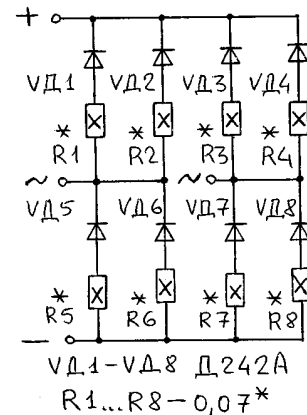 +
VД1 VД2 VД3 VД4
* R1 * R2 * R3 * R4
~ ~
VД5 VД6 VД7 VД8
* R5 * R6 * R7 * R8
−
VД1-VД8 Д242А
R1...R8-0,07*